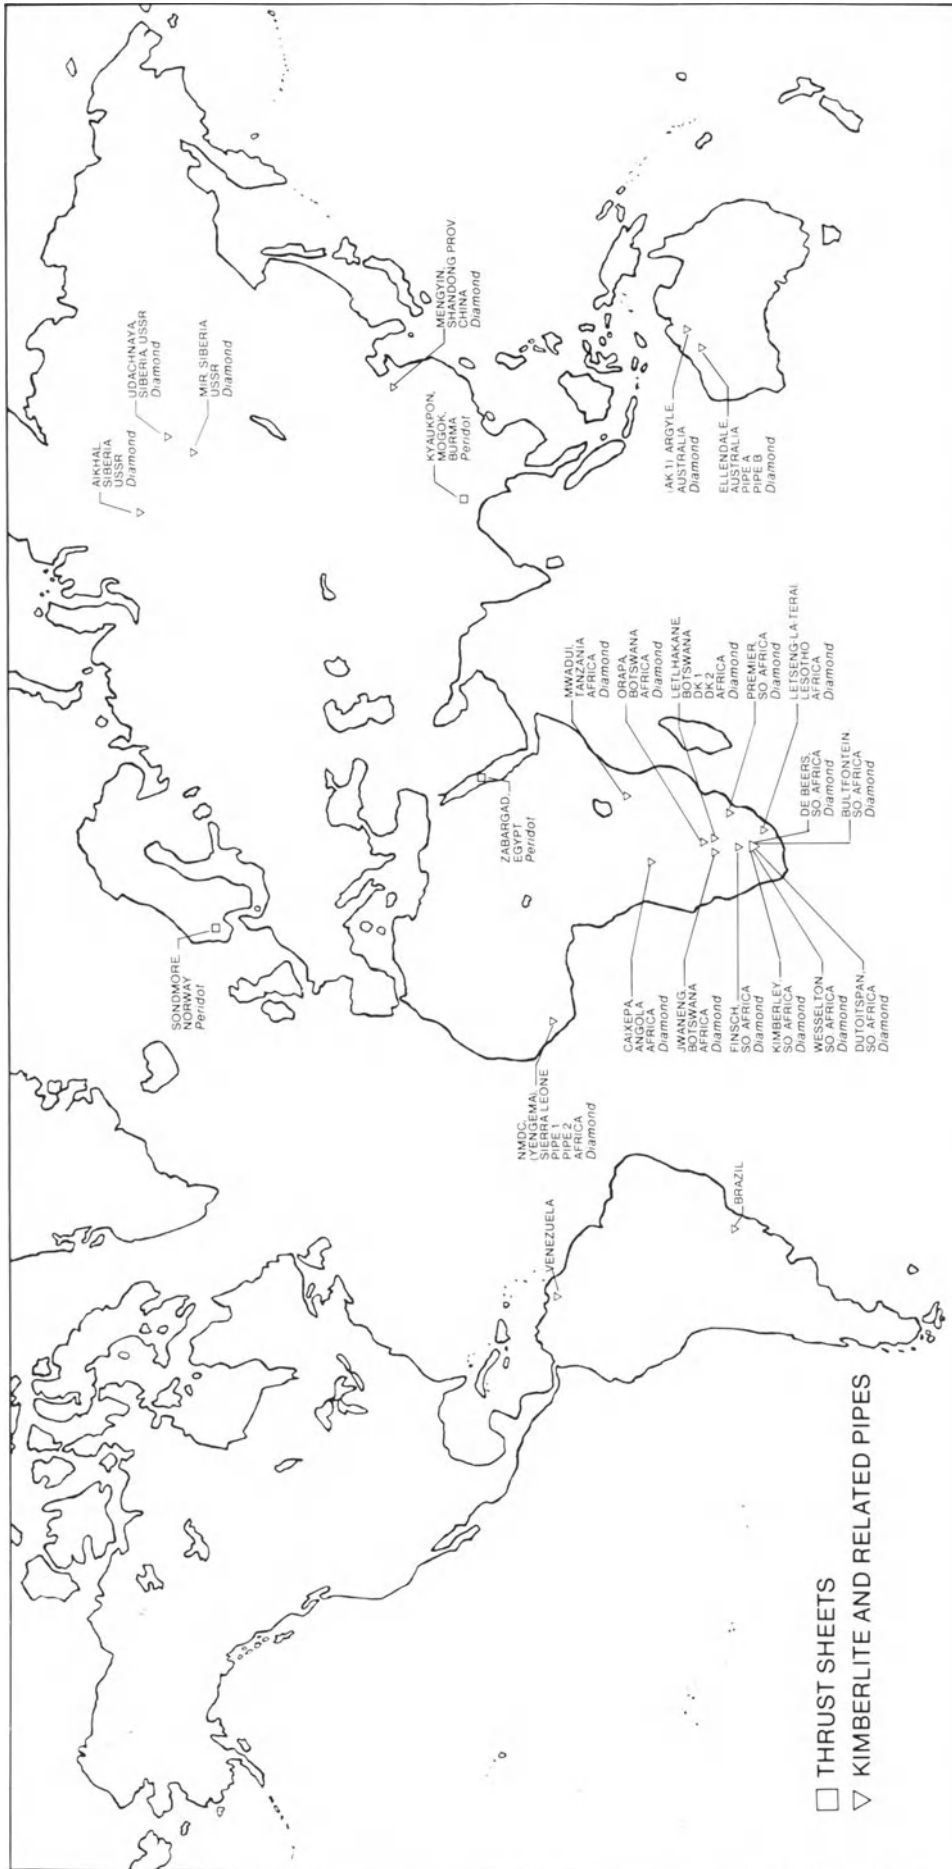 AIKHAL
SIBERIA
USSR
Diamond
UDACHNAYA,
SIBERIA, USSR
Diamond
MIR, SIBERIA
USSR
Diamond
MENGYIN,
SHANDONG PROV.
CHINA
Diamond
KYAUKPON,
MOGOK,
BURMA
Peridot
SONDMORE,
NORWAY
Peridot
ZABARGAD,
EGYPT
Peridot
(AK 1) ARGYLE,
AUSTRALIA
Diamond
ELLENDALE,
AUSTRALIA
PIPE A
PIPE B
Diamond
MWADUI,
TANZANIA
AFRICA
Diamond
ORAPA,
BOTSWANA
AFRICA
Diamond
LETLHAKANE,
BOTSWANA
DK1
DK2
AFRICA
Diamond
PREMIER,
SO. AFRICA
Diamond
LETSENG-LA-TERAI,
LESOTHO
AFRICA
Diamond
DE BEERS,
SO. AFRICA
Diamond
BULTFONTEIN,
SO. AFRICA
Diamond
NMDC,
(YENGEMA),
SIERRA LEONE
PIPE 1
PIPE 2
AFRICA
Diamond
CAIXEPA,
ANGOLA
AFRICA
Diamond
JWANENG,
BOTSWANA
AFRICA
Diamond
FINSCH,
SO. AFRICA
Diamond
KIMBERLEY,
SO. AFRICA
Diamond
WESSELTON,
SO. AFRICA
Diamond
DUTOITSPAN,
SO. AFRICA
Diamond
VENEZUELA
BRAZIL
THRUST SHEETS
KIMBERLITE AND RELATED PIPES